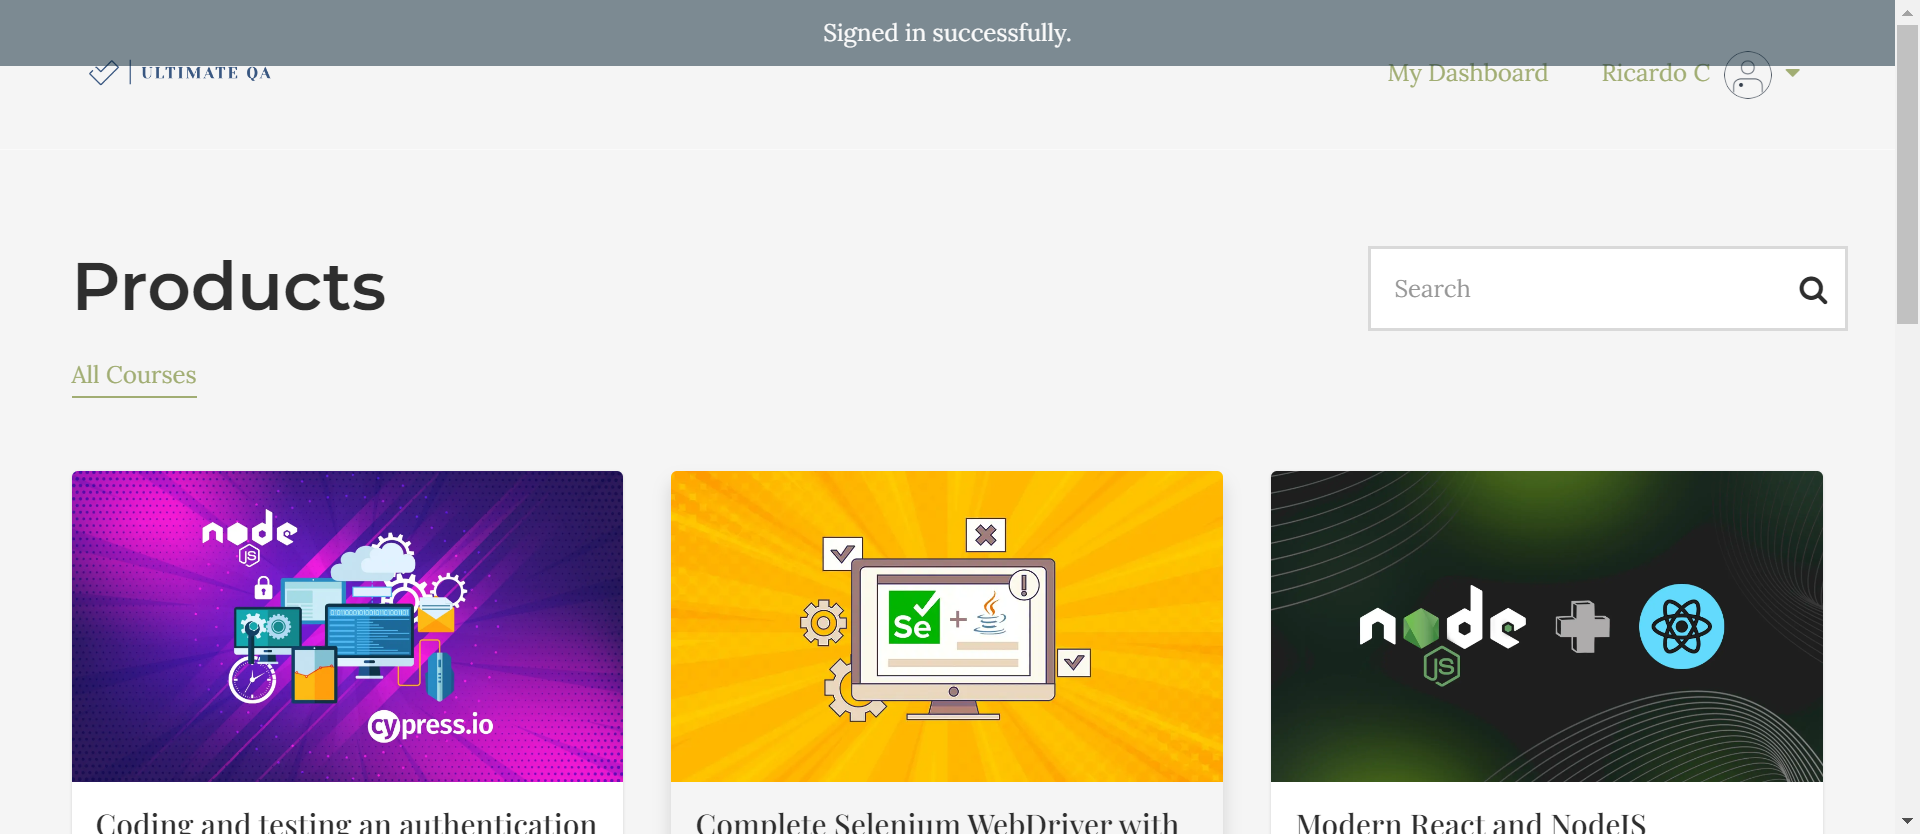 Signed in successfully.
ULTIMATE QA
My Dashboard
Ricardo C
Products
Search
All Courses
node
JS
cypress.io
Se
node
JS
Coding and testing an authentication
Complete Selenium WebDriver with
Modern React and NodeJS